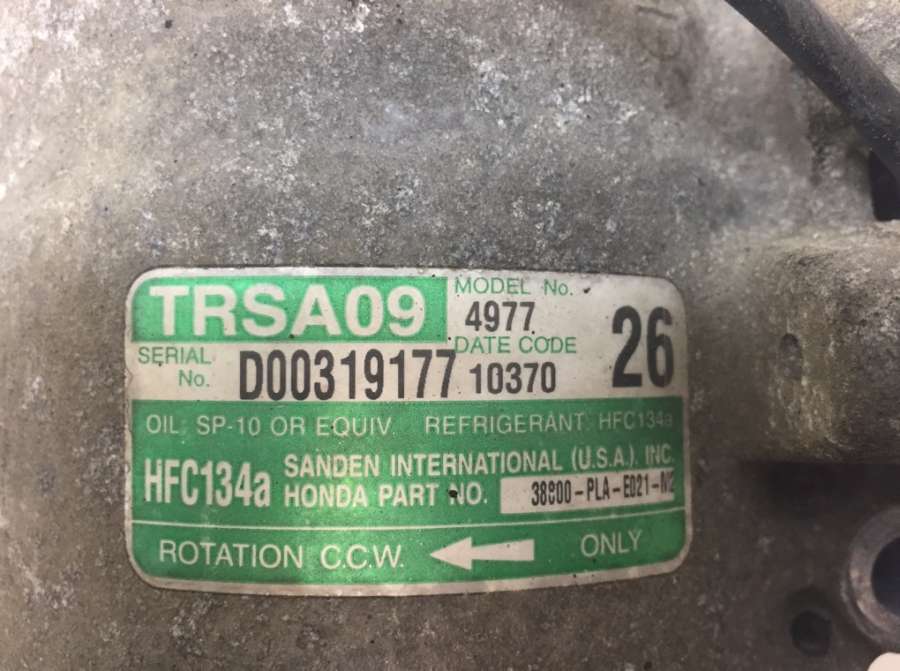 TRSA09
MODEL No.
4977
26
SERIAL No.
D00319177
DATE CODE
10370
OIL: SP-10 OR EQUIV. REFRIGERANT: HFC134a
HFC134a
SANDEN INTERNATIONAL (U.S.A.), INC.
HONDA PART NO. 38800-PLA-E021-M2
ROTATION C.C.W. ONLY